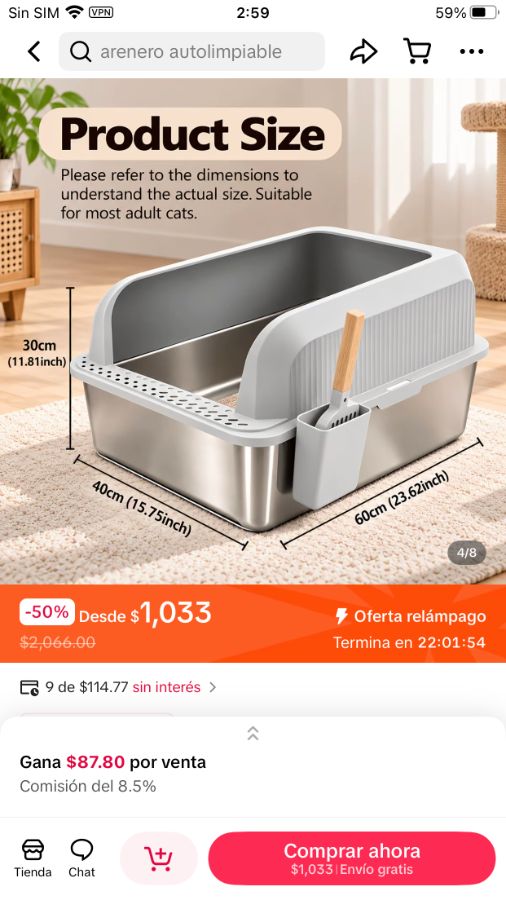 Sin SIM VPN
2:59
59%
arenero autolimpiable
Product Size
Please refer to the dimensions to
understand the actual size. Suitable
for most adult cats.
30cm
(11.81inch)
40cm (15.75inch)
60cm (23.62inch)
4/8
-50% Desde $1,033
$2,066.00
Oferta relámpago
Termina en 22:01:54
9 de $114.77 sin interés >
Gana $87.80 por venta
Comisión del 8.5%
Tienda
Chat
Comprar ahora
$1,033 | Envío gratis